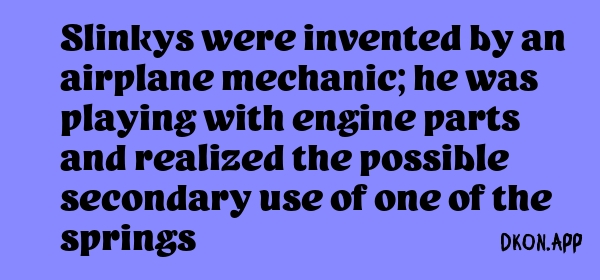 Slinkys were invented by an
airplane mechanic; he was
playing with engine parts
and realized the possible
secondary use of one of the
springs
DKON.APP